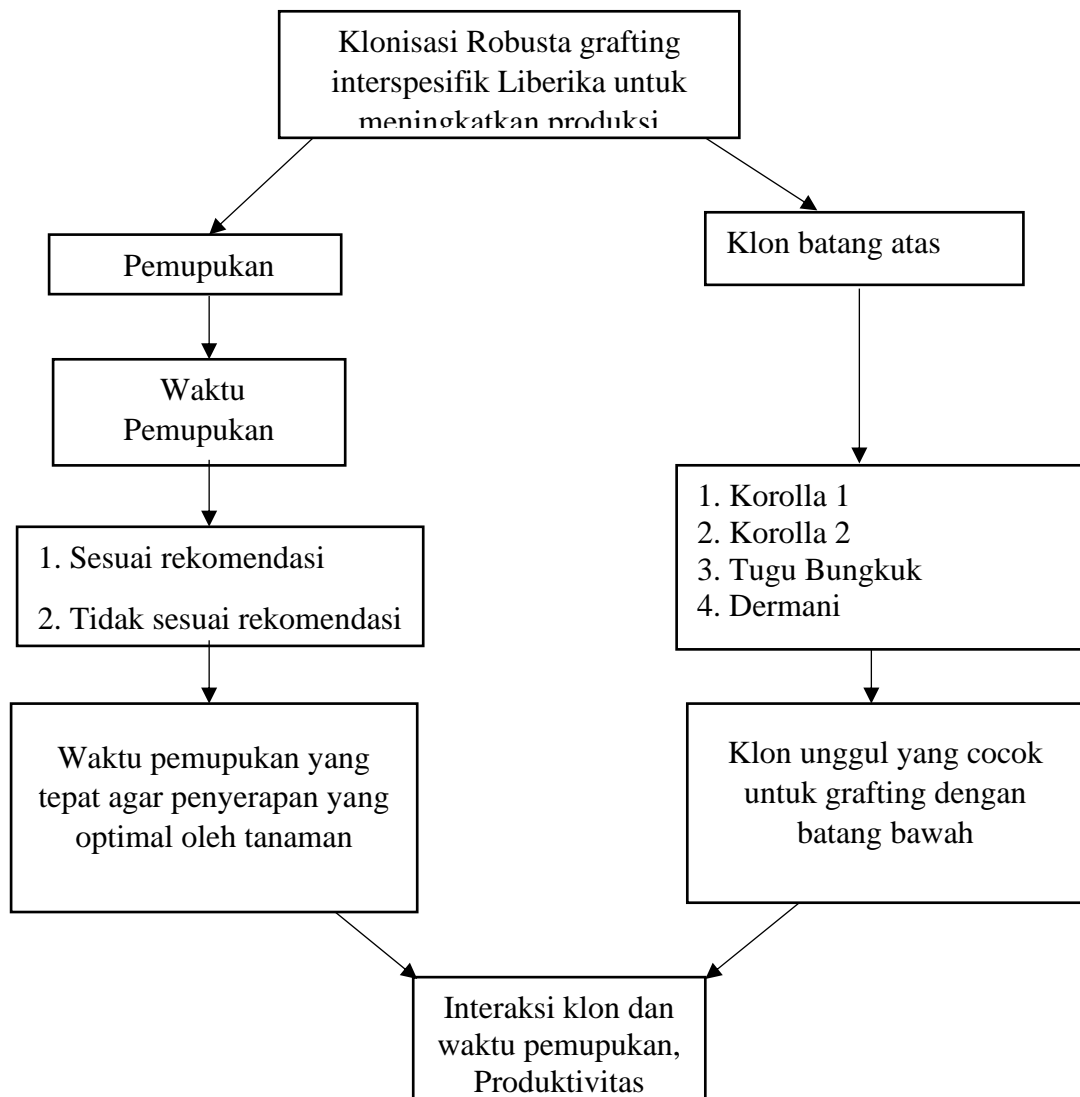 Klonisasi Robusta grafting
interspesifik Liberika untuk
meningkatkan produksi
Pemupukan
Klon batang atas
Waktu
Pemupukan
1. Sesuai rekomendasi
2. Tidak sesuai rekomendasi
1. Korolla 1
2. Korolla 2
3. Tugu Bungkuk
4. Dermani
Waktu pemupukan yang
tepat agar penyerapan yang
optimal oleh tanaman
Klon unggul yang cocok
untuk grafting dengan
batang bawah
Interaksi klon dan
waktu pemupukan,
Produktivitas